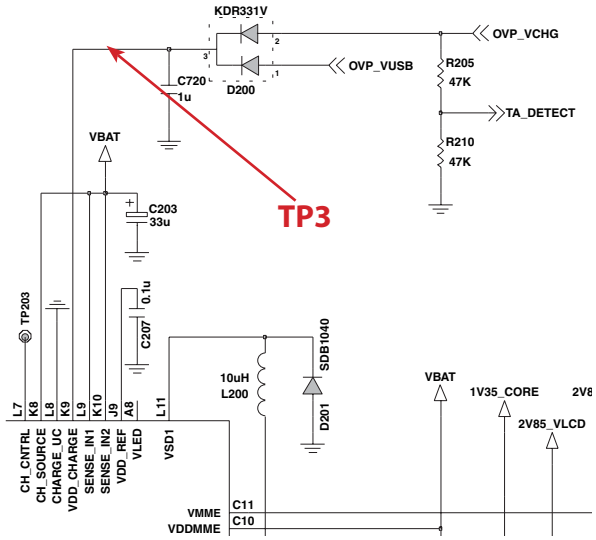 KDR331V
3
2
1
D200
OVP_VCHG
OVP_VUSB
R205
47K
TA_DETECT
R210
47K
C720
1u
VBAT
TP3
C203
33u
TP203
0.1u
C207
SDB1040
10uH
L200
D201
VBAT
1V35_CORE
2V8
2V85_VLCD
L7
K8
L8
K9
L9
K10
J9
A8
L11
CH_CNTRL
CH_SOURCE
CHARGE_UC
VDD_CHARGE
SENSE_IN1
SENSE_IN2
VDD_REF
VLED
VSD1
VMME
C11
VDDMME
C10